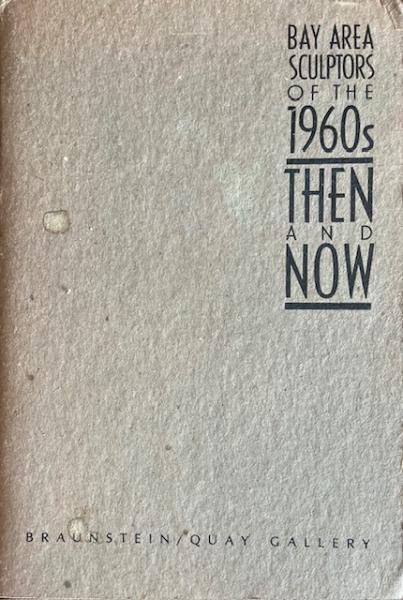 BAY AREA
SCULPTORS
OF THE
1960s
THEN
AND
NOW
BRAUNSTEIN/QUAY GALLERY